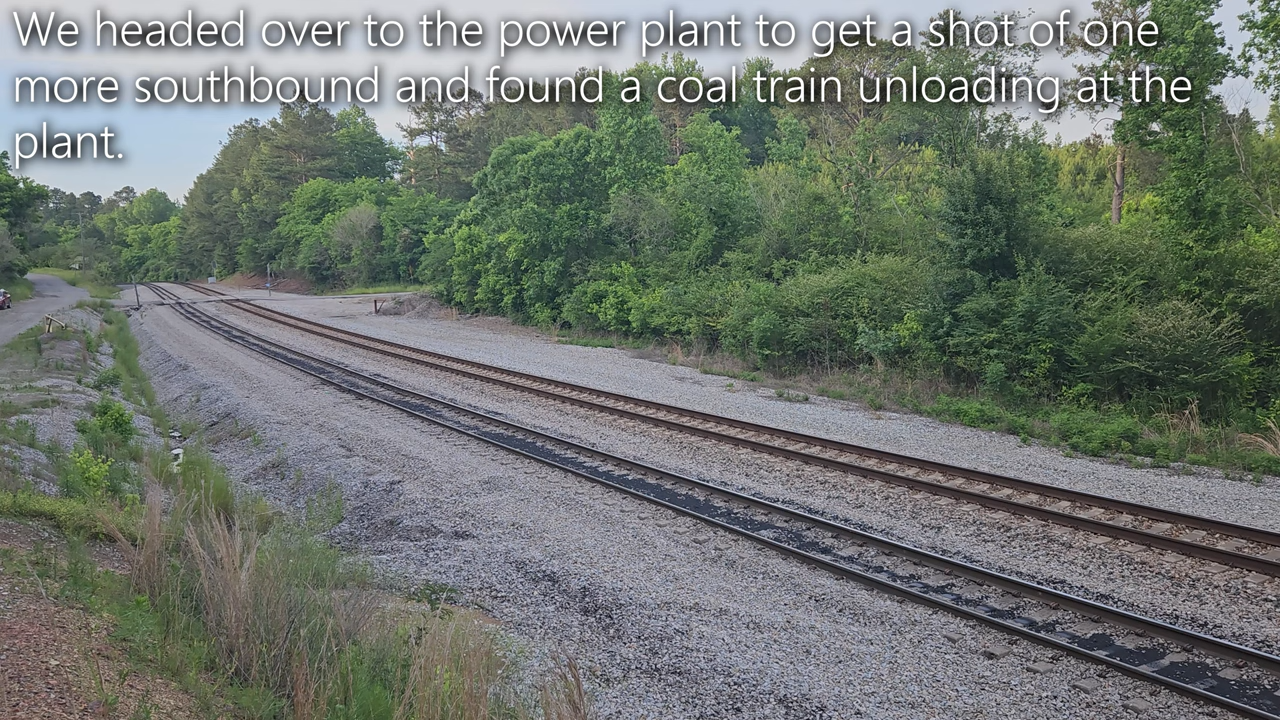 We headed over to the power plant to get a shot of one
more southbound and found a coal train unloading at the
plant.